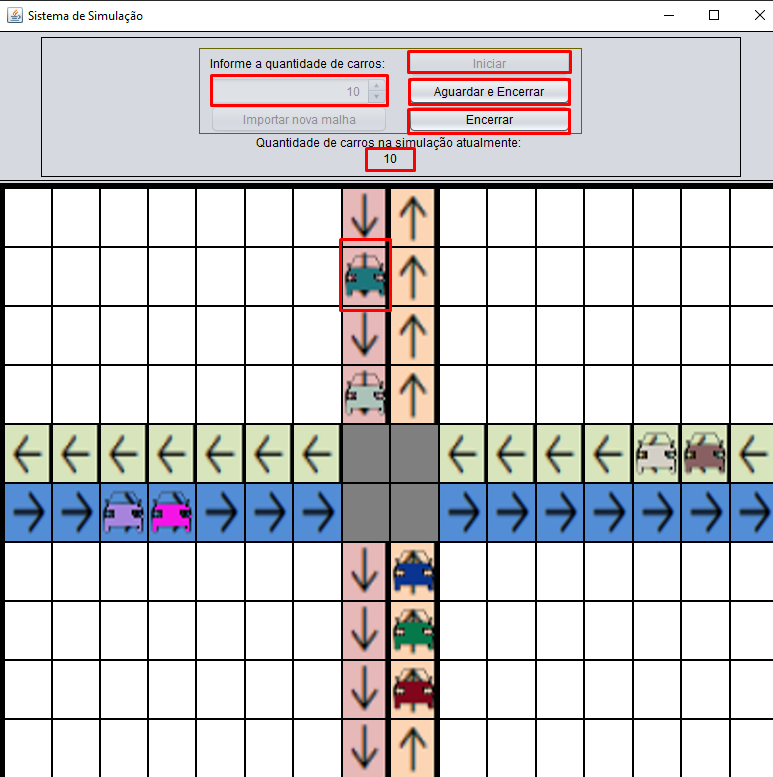 Sistema de Simulação
Informe a quantidade de carros:
Iniciar
10
Aguardar e Encerrar
Importar nova malha
Encerrar
Quantidade de carros na simulação atualmente:
10